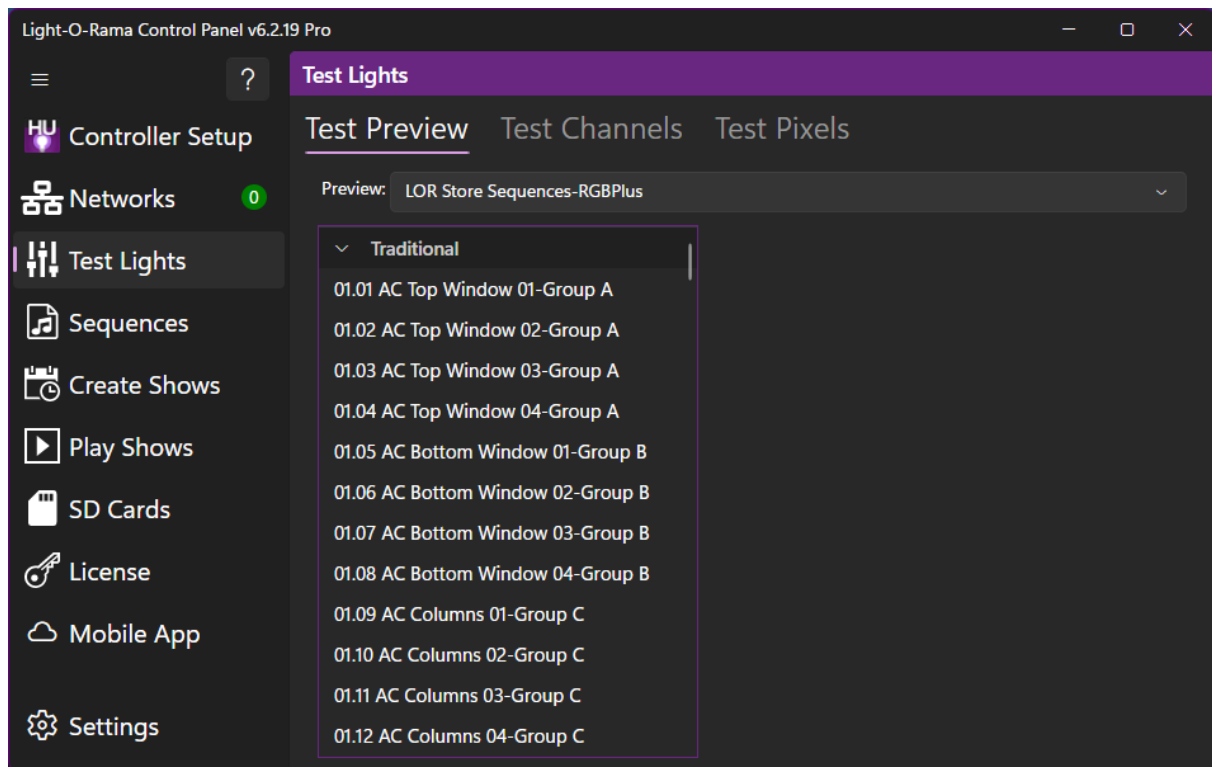 Light-O-Rama Control Panel v6.2.19 Pro
?
Test Lights
HU
Controller Setup
Networks
0
Test Lights
Sequences
Create Shows
Play Shows
SD Cards
License
Mobile App
Settings
Test Preview Test Channels Test Pixels
Preview: LOR Store Sequences-RGBPlus
Traditional
01.01 AC Top Window 01-Group A
01.02 AC Top Window 02-Group A
01.03 AC Top Window 03-Group A
01.04 AC Top Window 04-Group A
01.05 AC Bottom Window 01-Group B
01.06 AC Bottom Window 02-Group B
01.07 AC Bottom Window 03-Group B
01.08 AC Bottom Window 04-Group B
01.09 AC Columns 01-Group C
01.10 AC Columns 02-Group C
01.11 AC Columns 03-Group C
01.12 AC Columns 04-Group C